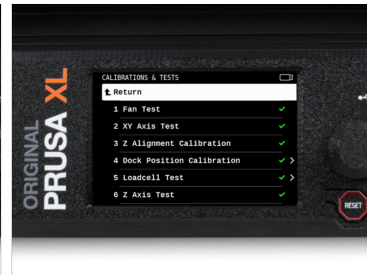 ORIGINAL
PRUSA XL
CALIBRATIONS & TESTS
Return
1 Fan Test
2 XY Axis Test
3 Z Alignment Calibration
4 Dock Position Calibration
5 Loadcell Test
6 Z Axis Test
RESET